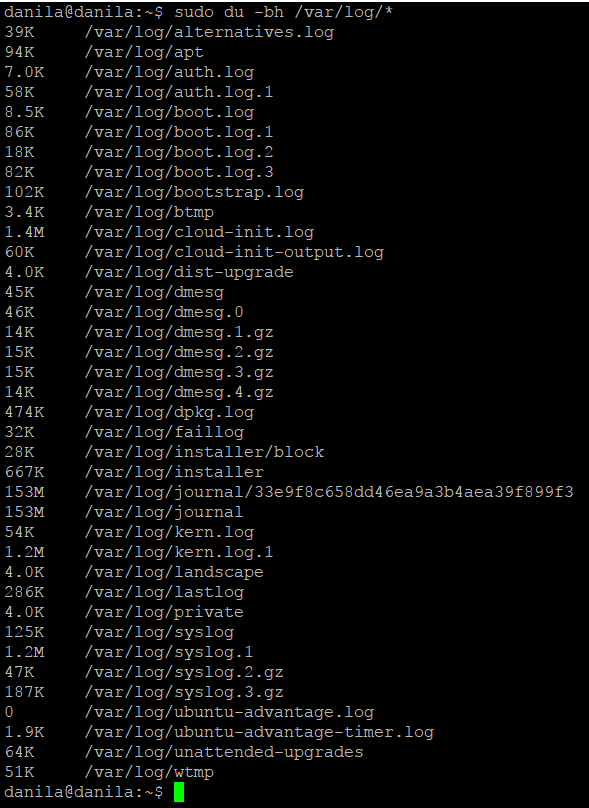 danila@danila:~$ sudo du -bh /var/log/*
39K     /var/log/alternatives.log
94K     /var/log/apt
7.0K    /var/log/auth.log
58K     /var/log/auth.log.1
8.5K    /var/log/boot.log
86K     /var/log/boot.log.1
18K     /var/log/boot.log.2
82K     /var/log/boot.log.3
102K    /var/log/bootstrap.log
3.4K    /var/log/btmp
1.4M    /var/log/cloud-init.log
60K     /var/log/cloud-init-output.log
4.0K    /var/log/dist-upgrade
45K     /var/log/dmesg
46K     /var/log/dmesg.0
14K     /var/log/dmesg.1.gz
15K     /var/log/dmesg.2.gz
15K     /var/log/dmesg.3.gz
14K     /var/log/dmesg.4.gz
474K    /var/log/dpkg.log
32K     /var/log/faillog
28K     /var/log/installer/block
667K    /var/log/installer
153M    /var/log/journal/33e9f8c658dd46ea9a3b4aea39f899f3
153M    /var/log/journal
54K     /var/log/kern.log
1.2M    /var/log/kern.log.1
4.0K    /var/log/landscape
286K    /var/log/lastlog
4.0K    /var/log/private
125K    /var/log/syslog
1.2M    /var/log/syslog.1
47K     /var/log/syslog.2.gz
187K    /var/log/syslog.3.gz
0       /var/log/ubuntu-advantage.log
1.9K    /var/log/ubuntu-advantage-timer.log
64K     /var/log/unattended-upgrades
51K     /var/log/wtmp
danila@danila:~$